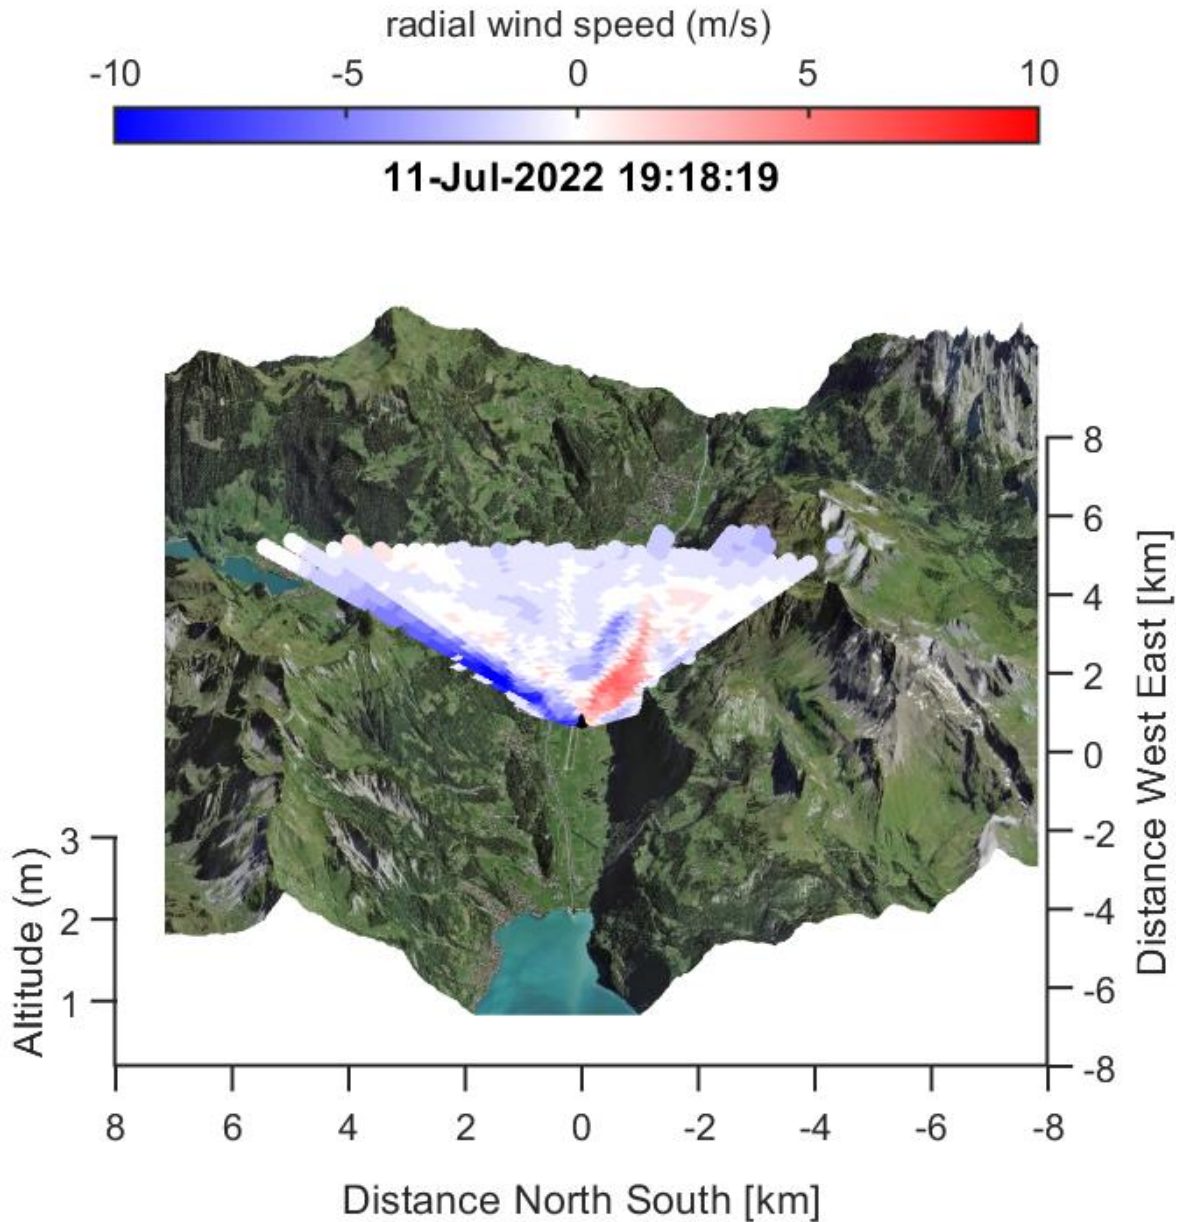 radial wind speed (m/s)
-10 -5 0 5 10
11-Jul-2022 19:18:19
8
6
4
2
0
-2
-4
-6
-8
Distance West East [km]
3
2
1
Altitude (m)
8 6 4 2 0 -2 -4 -6 -8
Distance North South [km]